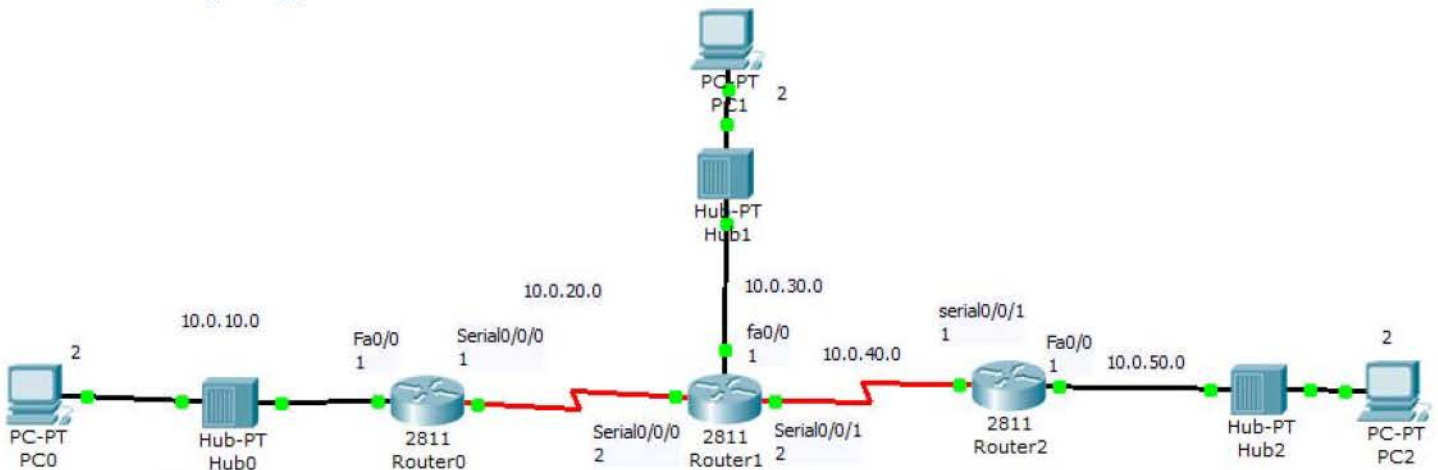 PC-PT
PC1
2
Hub-PT
Hub1
10.0.20.0
10.0.30.0
10.0.10.0
Fa0/0
1
Serial0/0/0
1
fa0/0
1
10.0.40.0
serial0/0/1
1
Fa0/0
1
10.0.50.0
2
2
PC-PT
PC0
Hub-PT
Hub0
2811
Router0
Serial0/0/0
2
2811
Router1
Serial0/0/1
2
2811
Router2
Hub-PT
Hub2
PC-PT
PC2